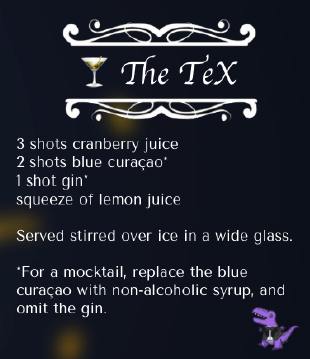 The TeX
3 shots cranberry juice
2 shots blue curaçao*
1 shot gin*
squeeze of lemon juice
Served stirred over ice in a wide glass.
*For a mocktail, replace the blue
curaçao with non-alcoholic syrup, and
omit the gin.